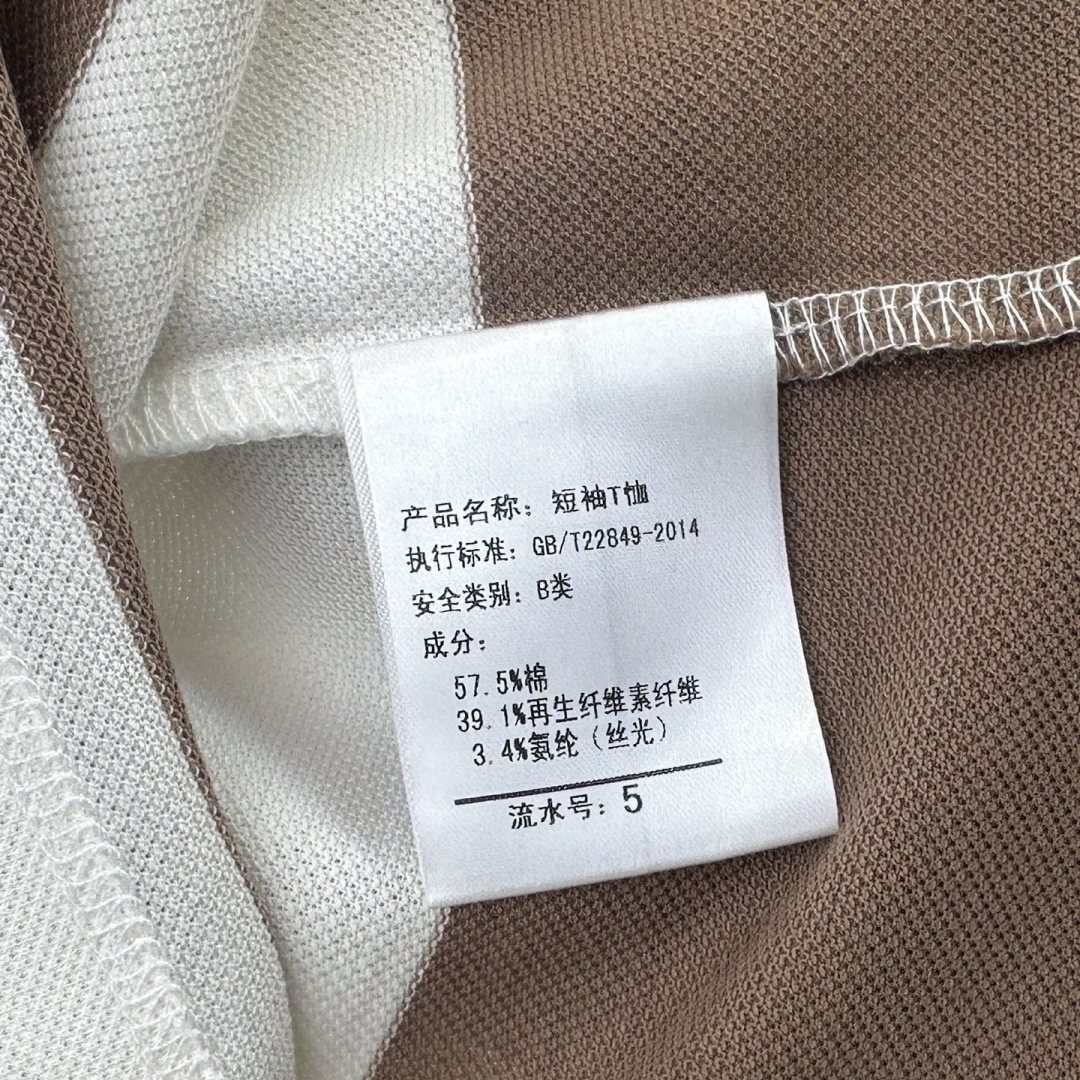 产品名称：短袖T恤
执行标准：GB/T22849-2014
安全类别：B类
成分：
57.5%棉
39.1%再生纤维素纤维
3.4%氨纶（丝光）
流水号：5